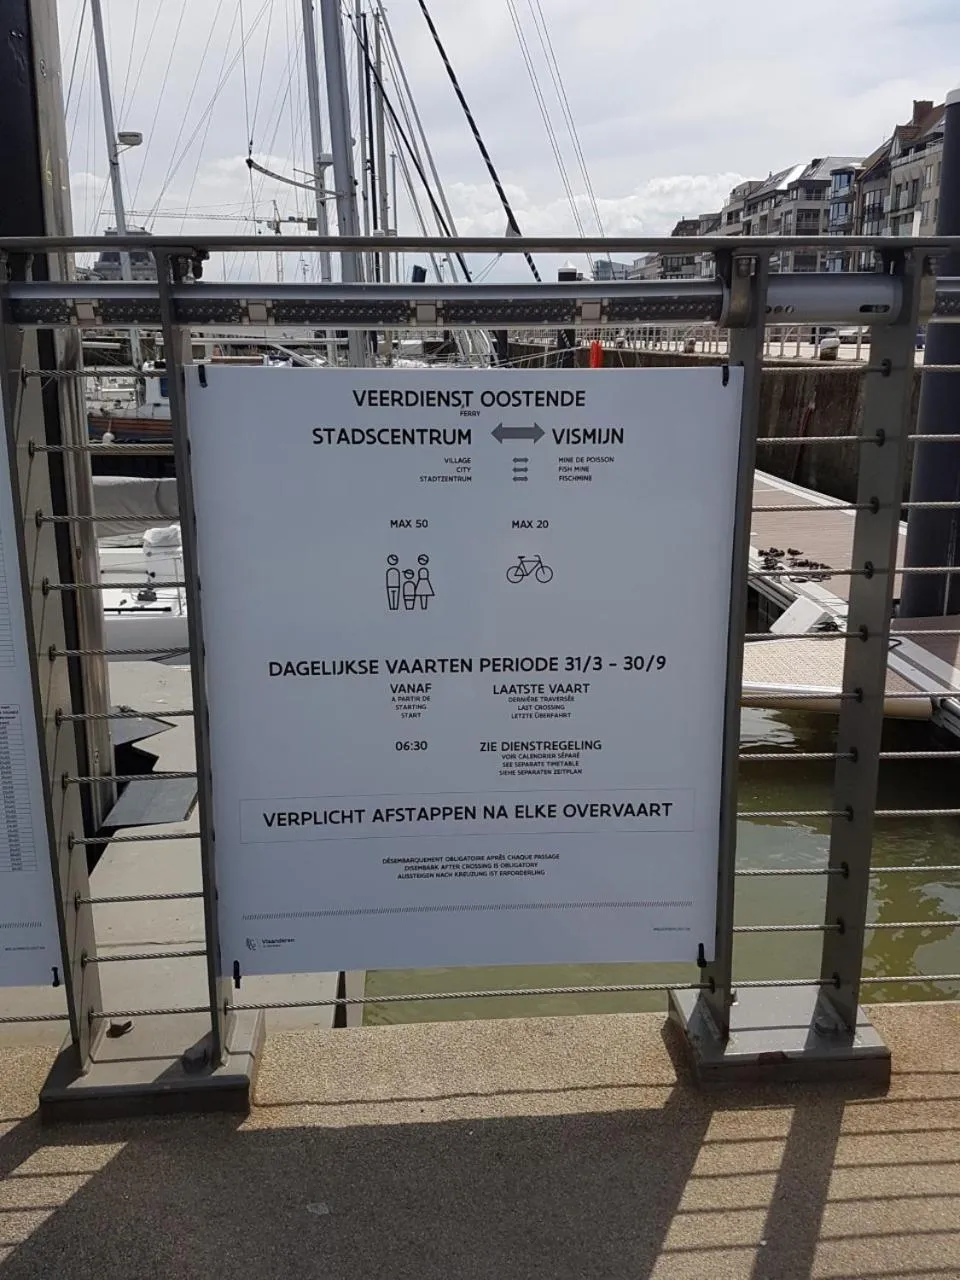 VEERDIENST OOSTENDE
FERRY
STADSCENTRUM VISMIJN
VILLAGE MINE DE POISSON
CITY FISH MINE
STADTZENTRUM FISCHMINE
MAX 50 MAX 20
DAGELIJKSE VAARTEN PERIODE 31/3 - 30/9
VANAF LAATSTE VAART
A PARTIR DE DERNIÈRE TRAVERSÉE
STARTING LAST CROSSING
START LETZTE ÜBERFAHRT
06:30 ZIE DIENSTREGELING
VOIR CALENDRIER SÉPARÉ
SEE SEPARATE TIMETABLE
SIEHE SEPARATEN ZEITPLAN
VERPLICHT AFSTAPPEN NA ELKE OVERVAART
DÉSEMBARQUEMENT OBLIGATOIRE APRÈS CHAQUE PASSAGE
DISEMBARK AFTER CROSSING IS OBLIGATORY
AUSSTEIGEN NACH KREUZUNG IST ERFORDERLING
Vlaanderen